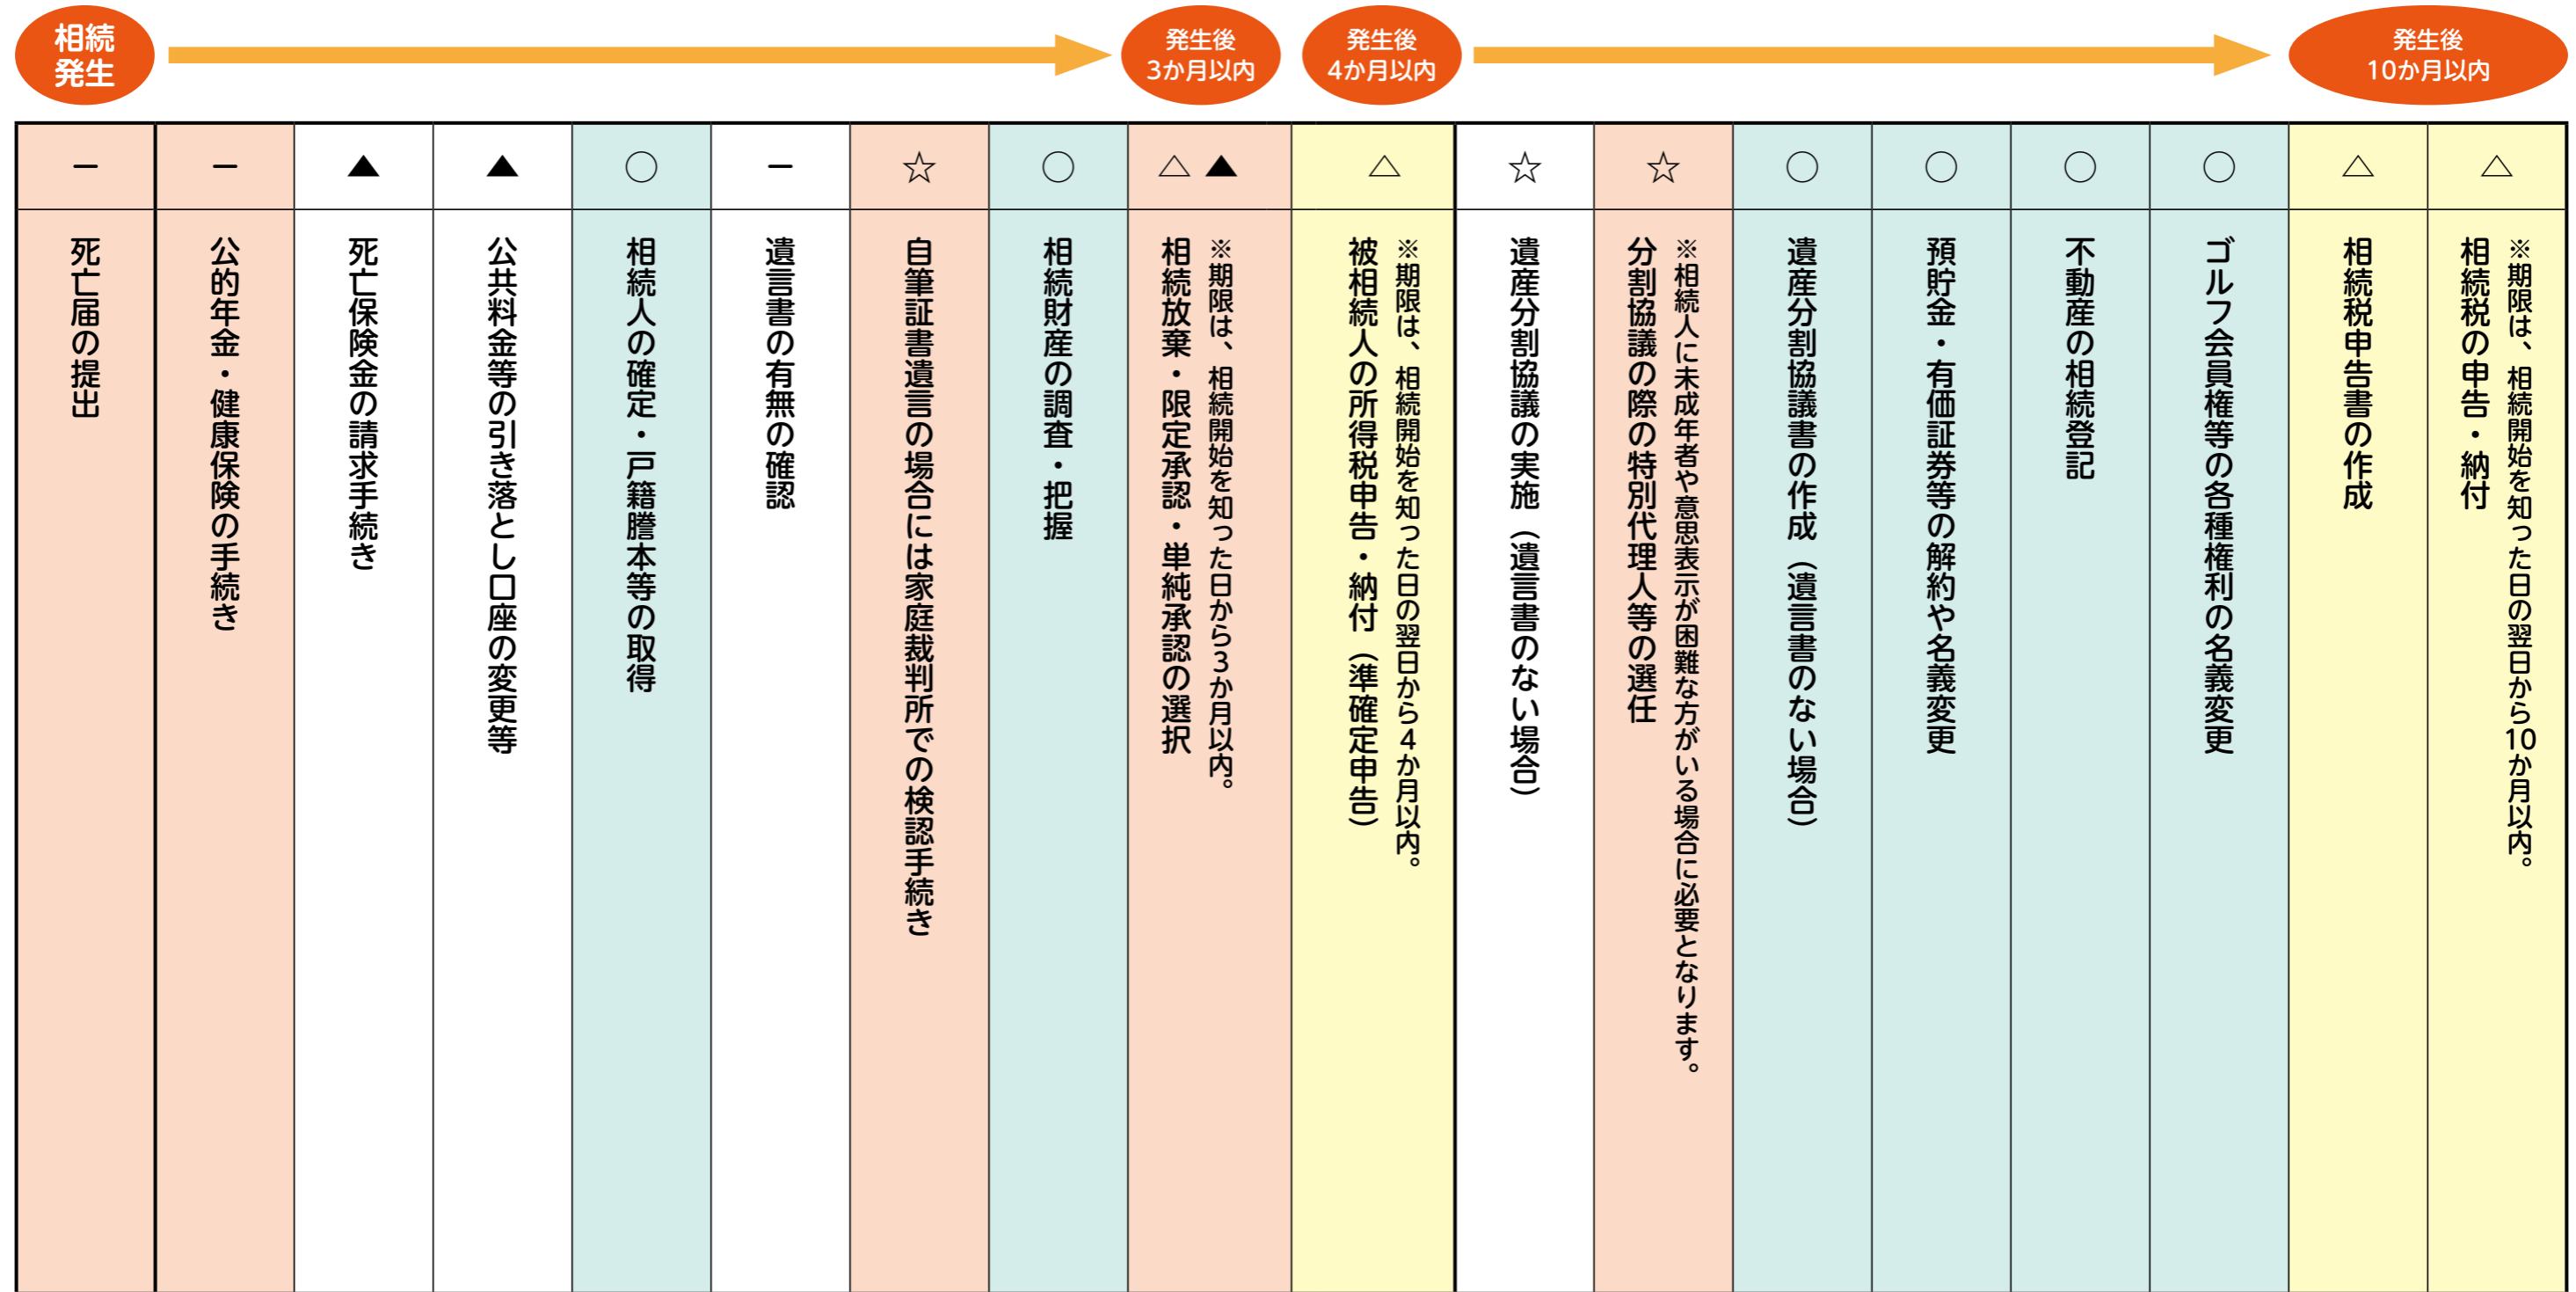 相続
発生
発生後
3か月以内
発生後
4か月以内
発生後
10か月以内
ー
死亡届の提出
ー
公的年金・健康保険の手続き
▲
死亡保険金の請求手続き
▲
公共料金等の引き落とし口座の変更等
○
相続人の確定・戸籍謄本等の取得
ー
遺言書の有無の確認
☆
自筆証書遺言の場合には家庭裁判所での検認手続き
○
相続財産の調査・把握
△ ▲
相続放棄・限定承認・単純承認の選択
※期限は、相続開始を知った日から3か月以内。
△
被相続人の所得税申告・納付（準確定申告）
※期限は、相続開始を知った日の翌日から4か月以内。
☆
遺産分割協議の実施（遺言書のない場合）
☆
分割協議の際の特別代理人等の選任
※相続人に未成年者や意思表示が困難な方がいる場合に必要となります。
○
遺産分割協議書の作成（遺言書のない場合）
○
預貯金・有価証券等の解約や名義変更
○
不動産の相続登記
○
ゴルフ会員権等の各種権利の名義変更
△
相続税申告書の作成
△
相続税の申告・納付
※期限は、相続開始を知った日の翌日から10か月以内。